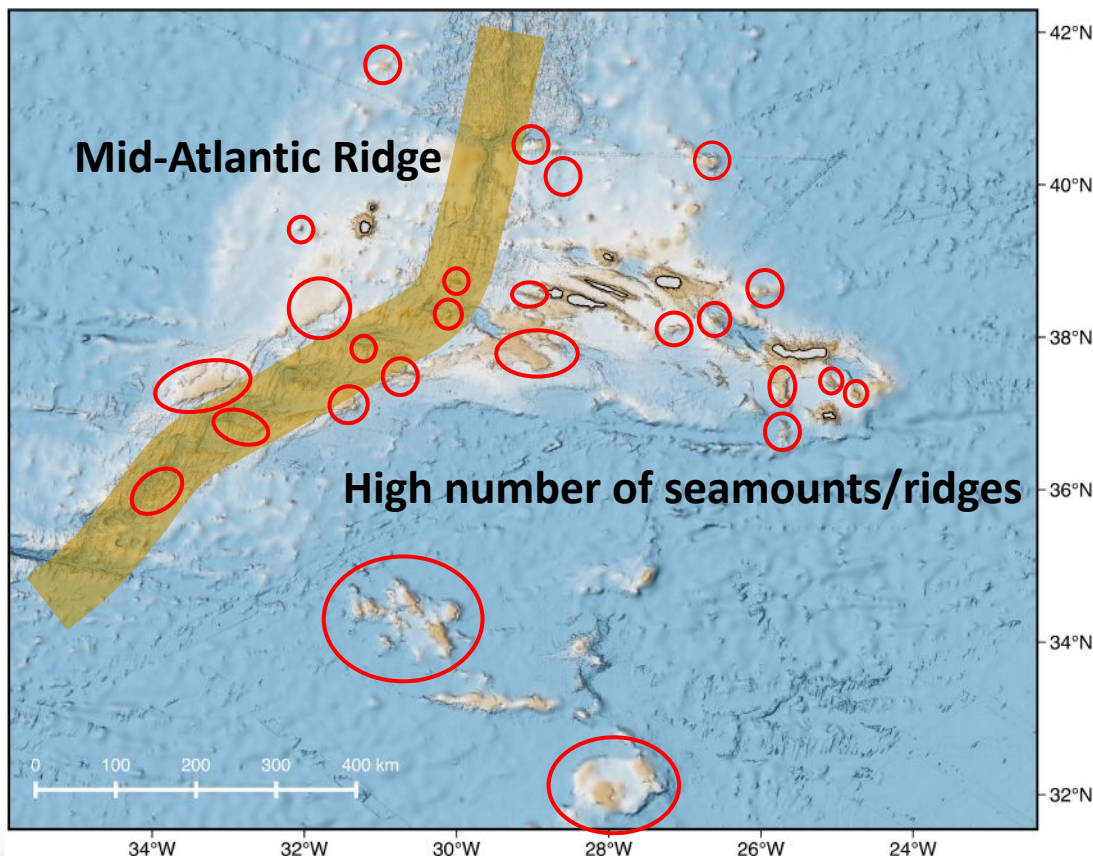 42°N
Mid-Atlantic Ridge
40°N
38°N
High number of seamounts/ridges
36°N
34°N
0 100 200 300 400 km
32°N
34°W 32°W 30°W 28°W 26°W 24°W